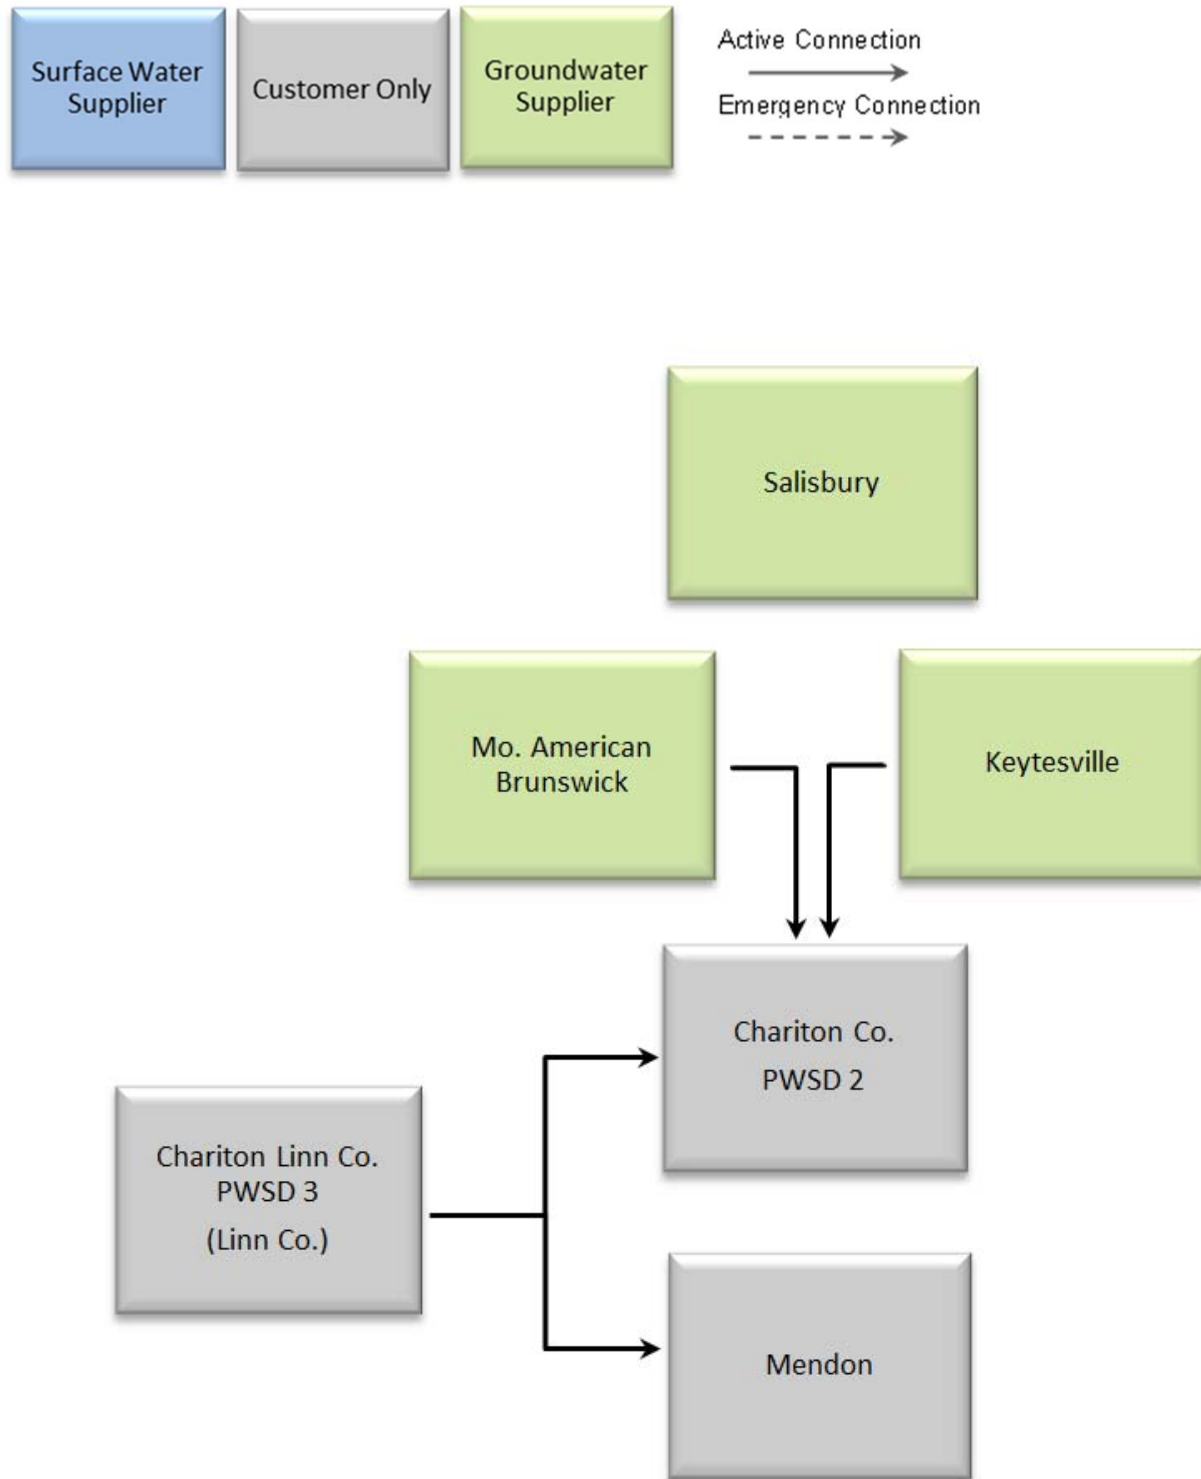 Surface Water
Supplier
Customer Only
Groundwater
Supplier
Active Connection
Emergency Connection
Salisbury
Mo. American
Brunswick
Keytesville
Chariton Co.
PWSD 2
Chariton Linn Co.
PWSD 3
(Linn Co.)
Mendon